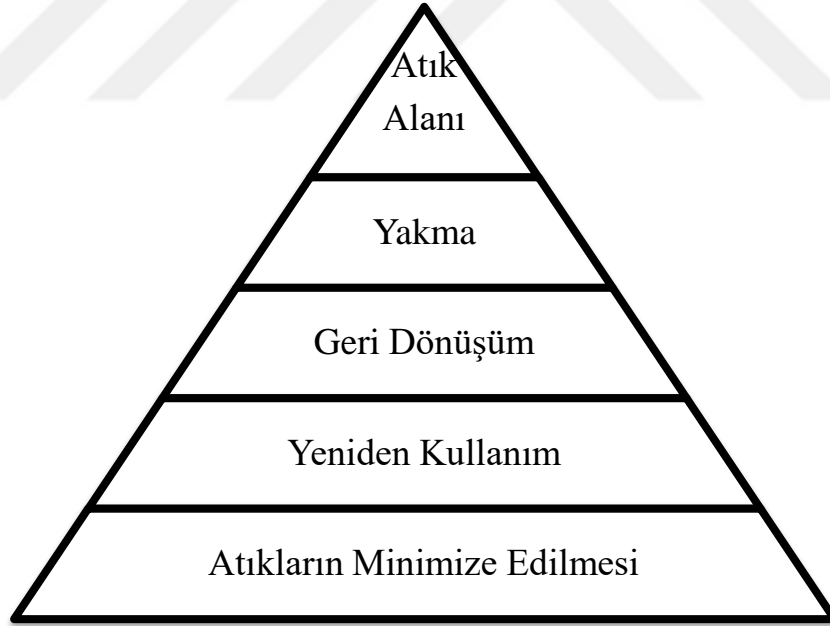 Atık
Alanı
Yakma
Geri Dönüşüm
Yeniden Kullanım
Atıkların Minimize Edilmesi